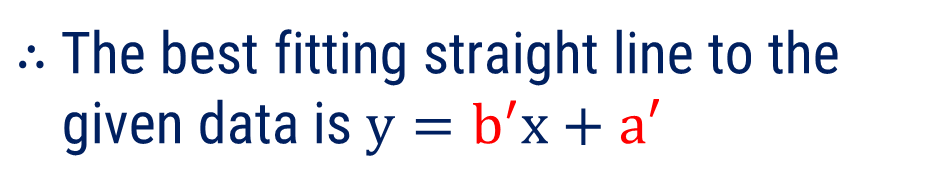 ∴ The best fitting straight line to the
given data is y = b′x + a′